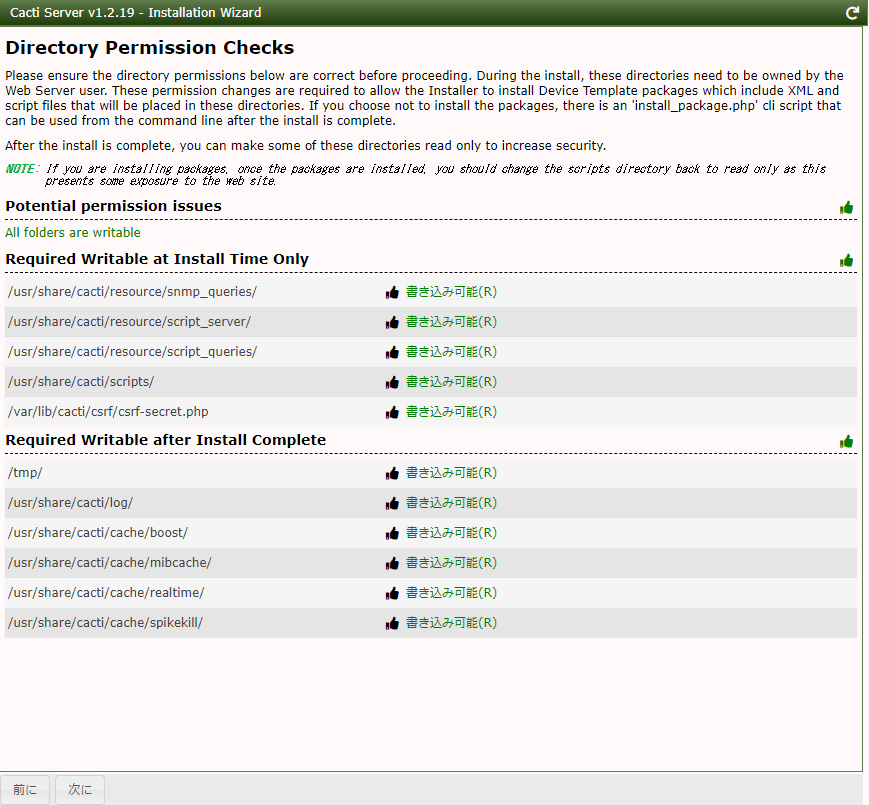 Cacti Server v1.2.19 - Installation Wizard
Directory Permission Checks
Please ensure the directory permissions below are correct before proceeding. During the install, these directories need to be owned by the
Web Server user. These permission changes are required to allow the Installer to install Device Template packages which include XML and
script files that will be placed in these directories. If you choose not to install the packages, there is an 'install_package.php' cli script that
can be used from the command line after the install is complete.
After the install is complete, you can make some of these directories read only to increase security.
NOTE: If you are installing packages, once the packages are installed, you should change the scripts directory back to read only as this
presents some exposure to the web site.
Potential permission issues
All folders are writable
Required Writable at Install Time Only
/usr/share/cacti/resource/snmp_queries/ 書き込み可能(R)
/usr/share/cacti/resource/script_server/ 書き込み可能(R)
/usr/share/cacti/resource/script_queries/ 書き込み可能(R)
/usr/share/cacti/scripts/ 書き込み可能(R)
/var/lib/cacti/csrf/csrf-secret.php 書き込み可能(R)
Required Writable after Install Complete
/tmp/ 書き込み可能(R)
/usr/share/cacti/log/ 書き込み可能(R)
/usr/share/cacti/cache/boost/ 書き込み可能(R)
/usr/share/cacti/cache/mibcache/ 書き込み可能(R)
/usr/share/cacti/cache/realtime/ 書き込み可能(R)
/usr/share/cacti/cache/spikekill/ 書き込み可能(R)
前に 次に